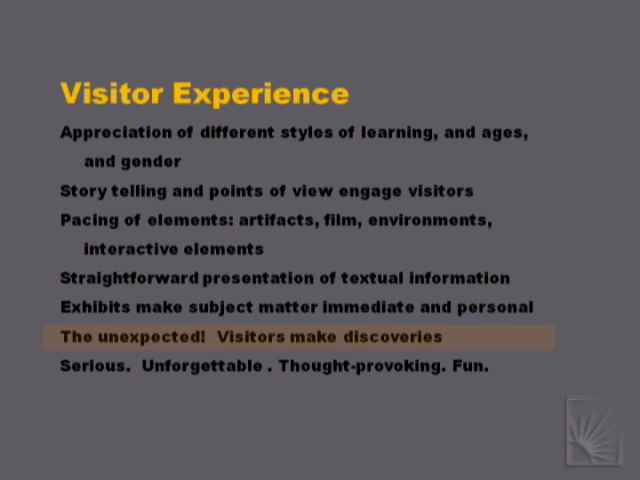 Visitor Experience
Appreciation of different styles of learning, and ages,
and gender
Story telling and points of view engage visitors
Pacing of elements: artifacts, film, environments,
interactive elements
Straightforward presentation of textual information
Exhibits make subject matter immediate and personal
The unexpected!  Visitors make discoveries
Serious.  Unforgettable . Thought-provoking. Fun.